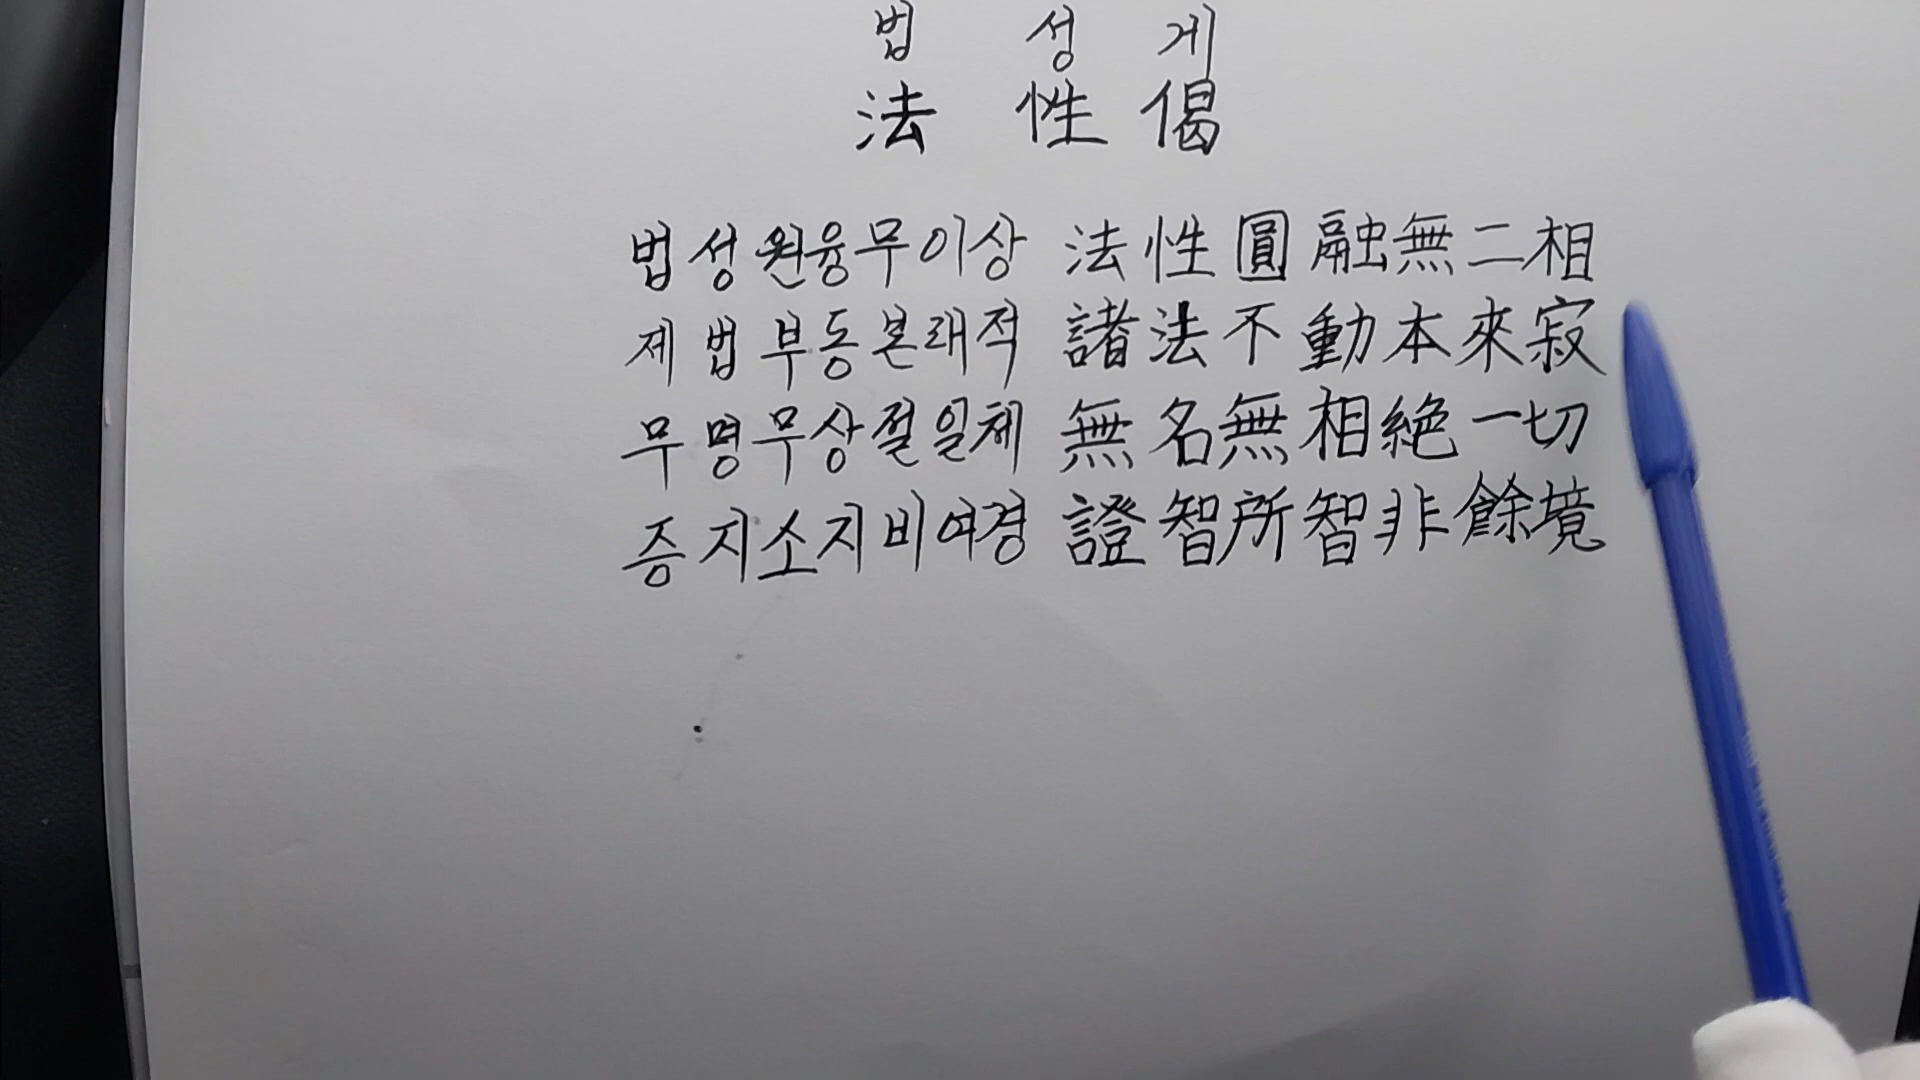 법 성 게
法 性 偈
법성원융무이상 法性圓融無二相
제법부동본래적 諸法不動本來寂
무명무상절일체 無名無相絶一切
증지소지비여경 證智所智非餘境